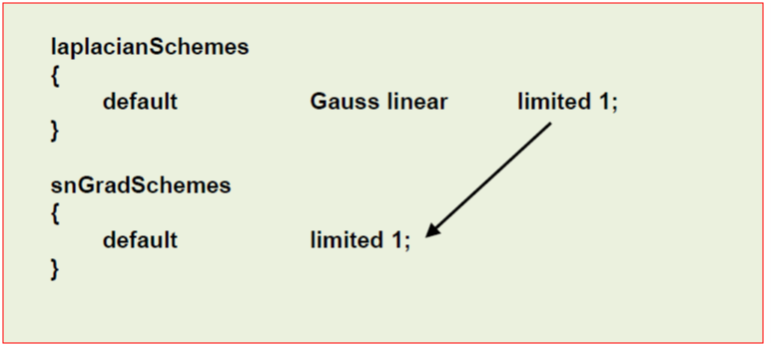 laplacianSchemes
{
default Gauss linear limited 1;
}
snGradSchemes
{
default limited 1;
}